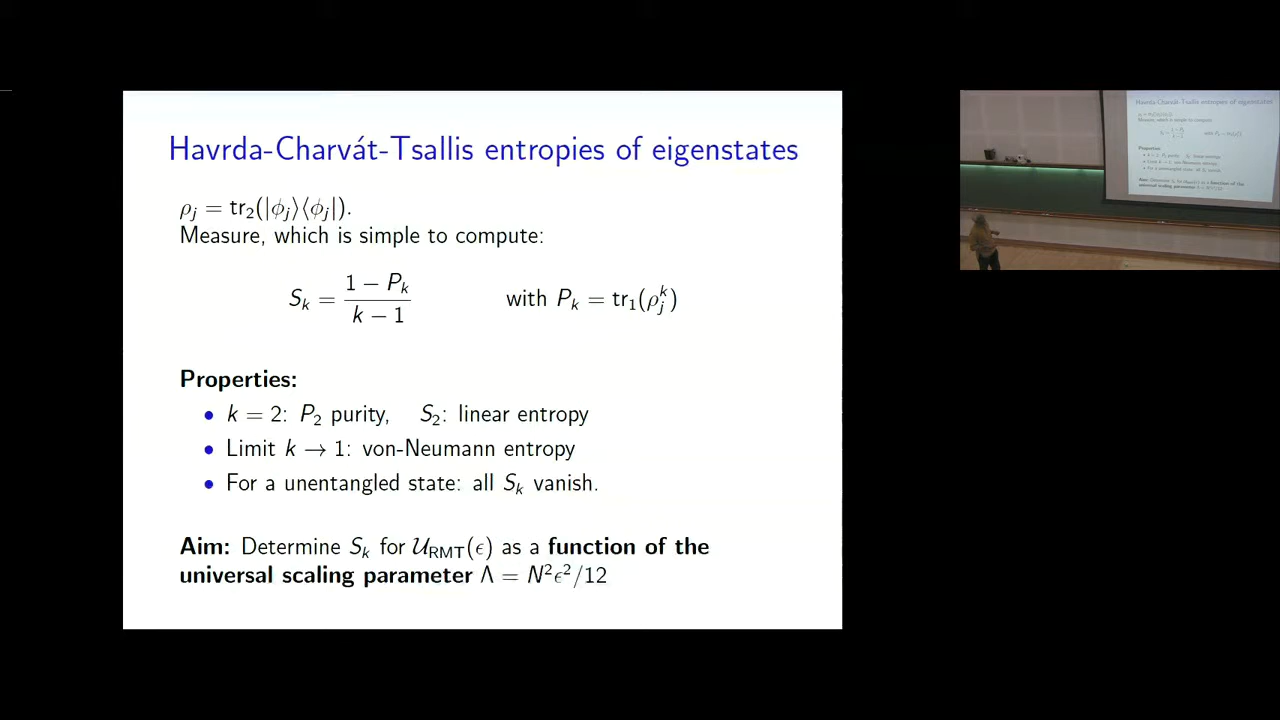 Havrda-Charvát-Tsallis entropies of eigenstates
ρ_j = tr_2(|ϕ_j⟩⟨ϕ_j|).
Measure, which is simple to compute:
S_k = (1 − P_k)/(k − 1) with P_k = tr_1(ρ_j^k)
Properties:
• k = 2: P_2 purity, S_2: linear entropy
• Limit k → 1: von-Neumann entropy
• For a unentangled state: all S_k vanish.
Aim: Determine S_k for 𝒰_RMT(ϵ) as a function of the
universal scaling parameter Λ = N²ϵ²/12